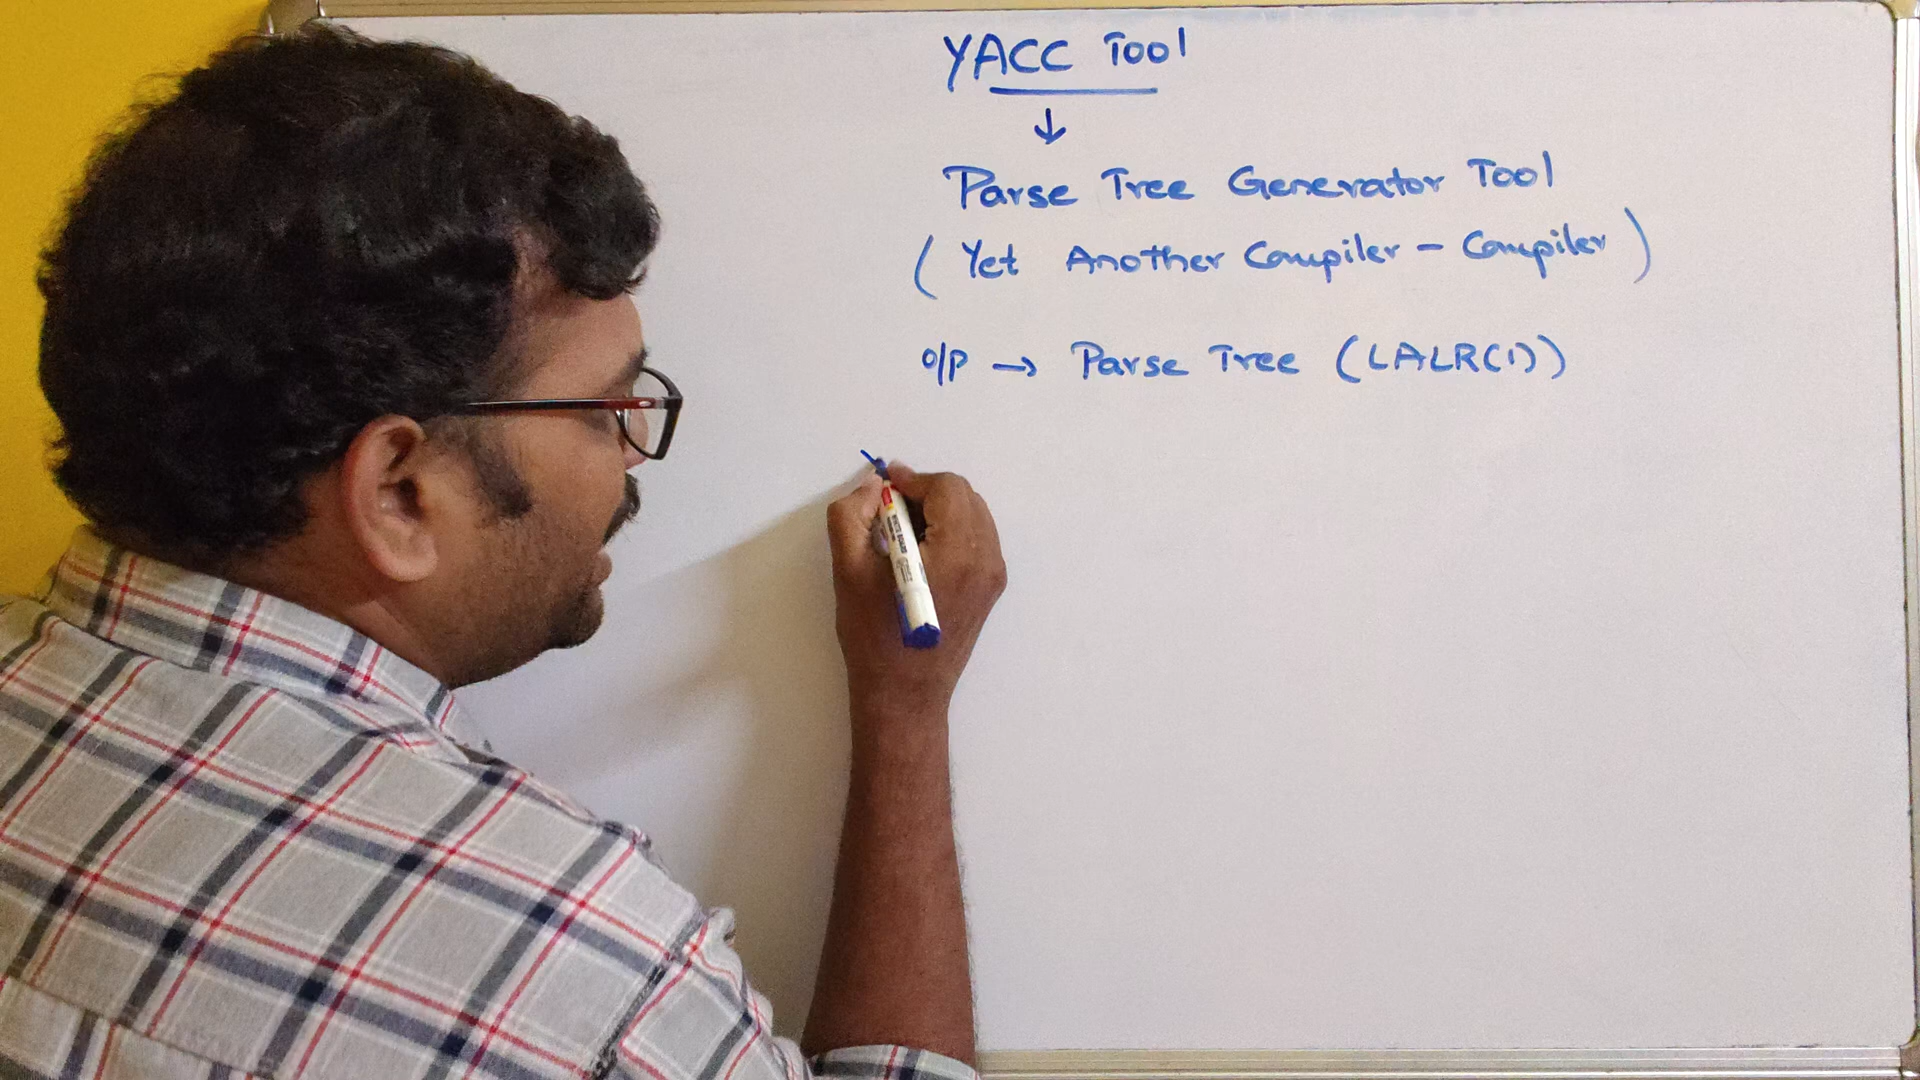 YACC Tool
↓
Parse Tree Generator Tool
( Yet Another Compiler - Compiler )
o/p → Parse Tree (LALR(1))